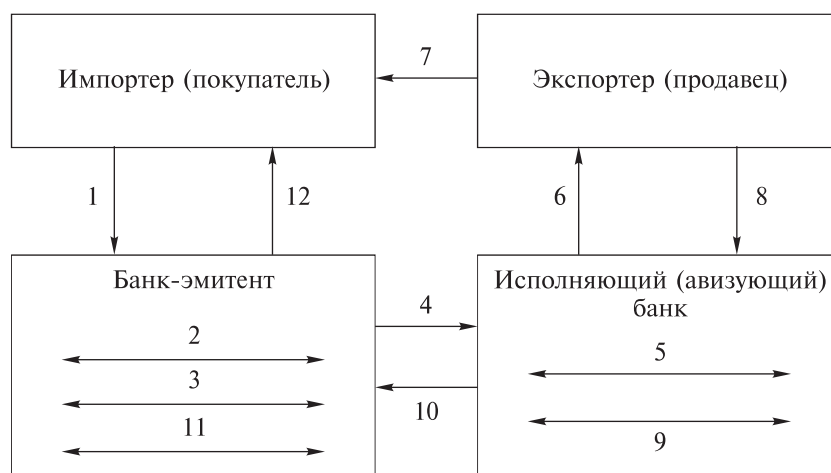 Импортер (покупатель)
7
Экспортер (продавец)
1
12
6
8
Банк-эмитент
2
3
11
4
10
Исполняющий (авизующий)
банк
5
9